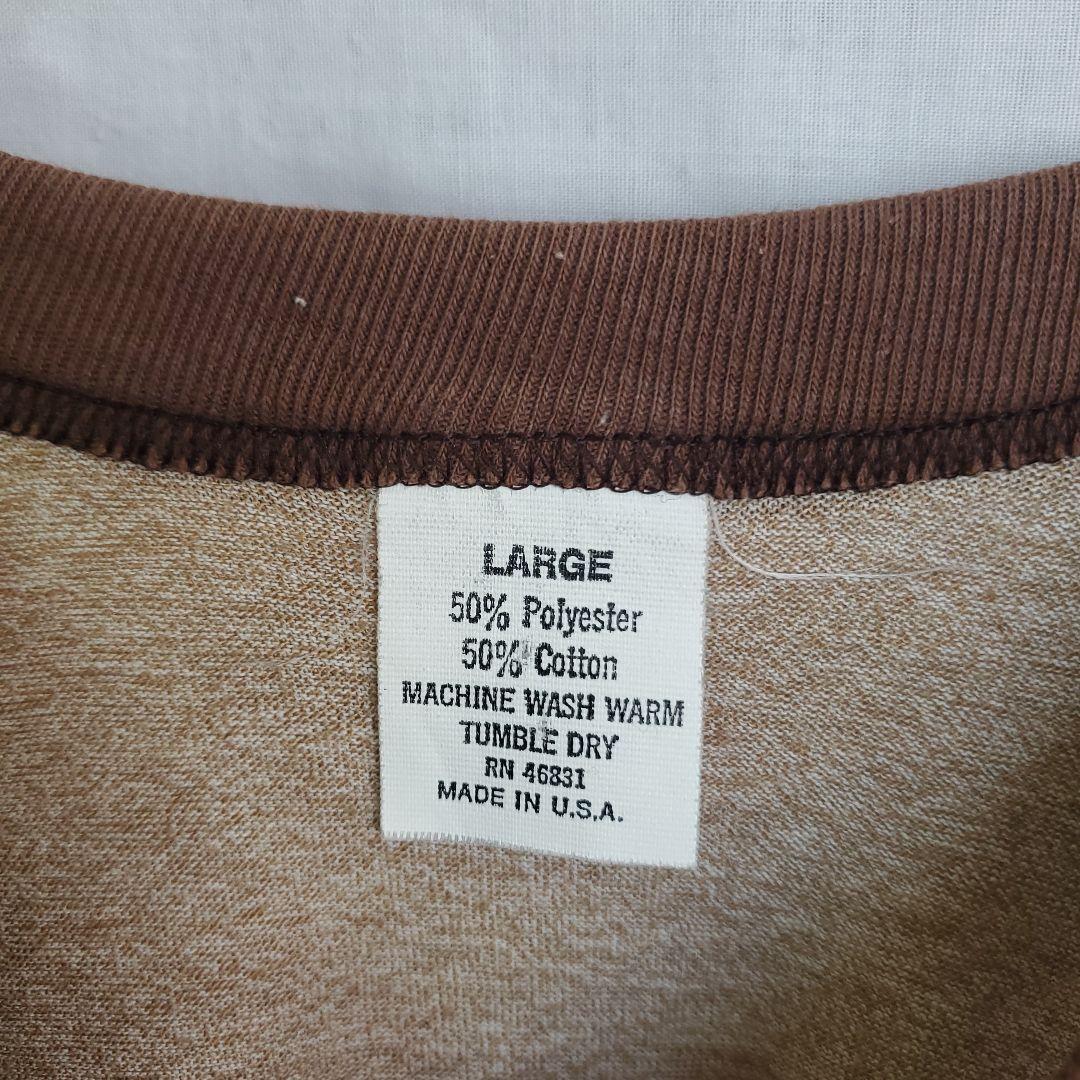 LARGE
50% Polyester
50% Cotton
MACHINE WASH WARM
TUMBLE DRY
RN 46831
MADE IN U.S.A.